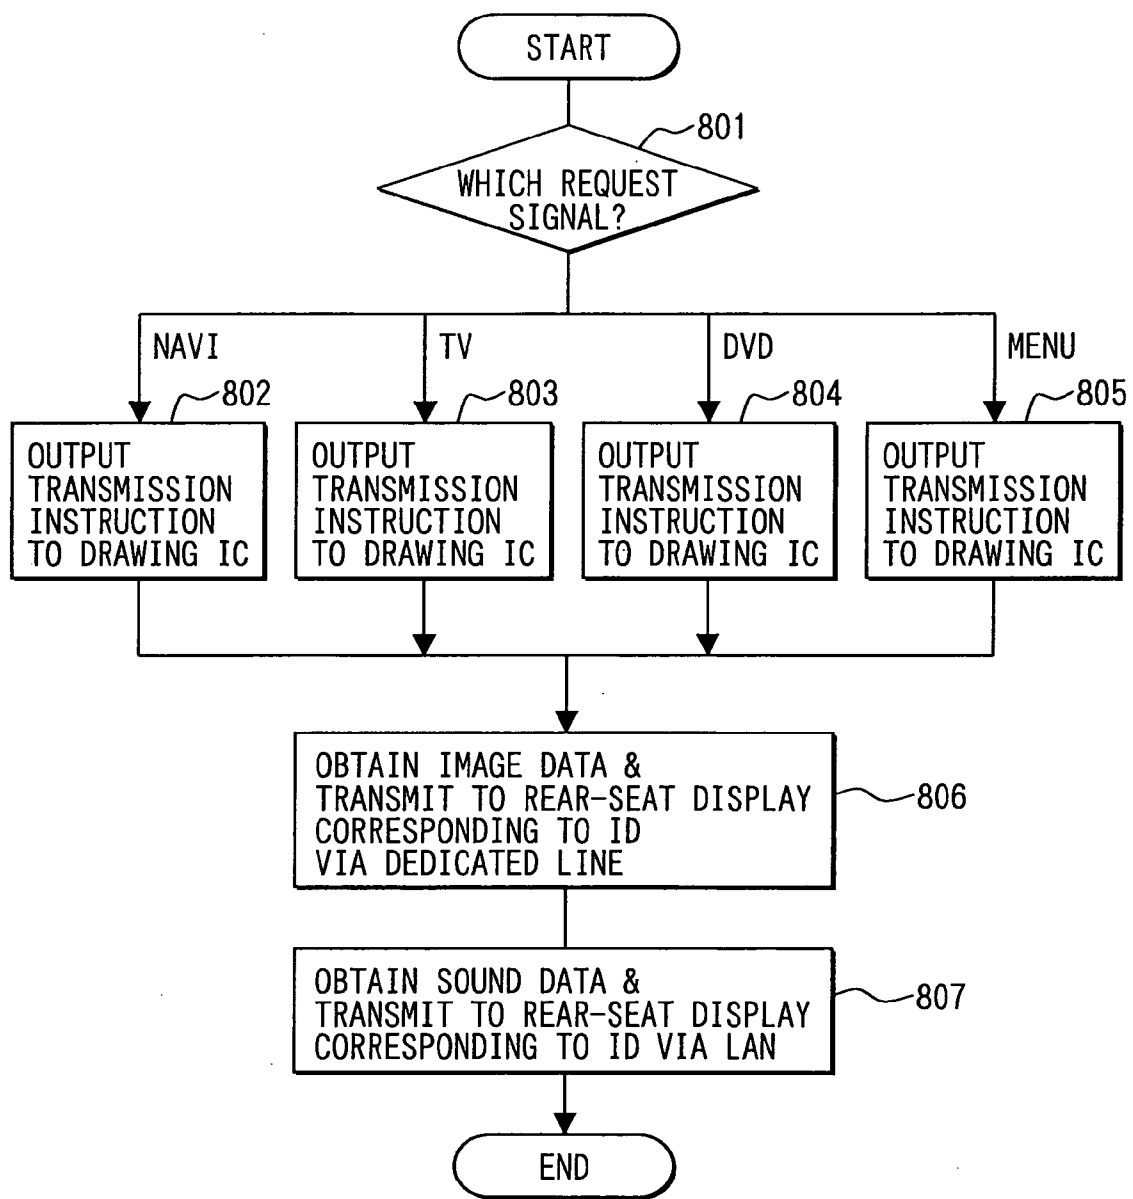 START
801
WHICH REQUEST
SIGNAL?
NAVI
TV
DVD
MENU
802
803
804
805
OUTPUT
TRANSMISSION
INSTRUCTION
TO DRAWING IC
OUTPUT
TRANSMISSION
INSTRUCTION
TO DRAWING IC
OUTPUT
TRANSMISSION
INSTRUCTION
TO DRAWING IC
OUTPUT
TRANSMISSION
INSTRUCTION
TO DRAWING IC
OBTAIN IMAGE DATA &
TRANSMIT TO REAR-SEAT DISPLAY
CORRESPONDING TO ID
VIA DEDICATED LINE
806
OBTAIN SOUND DATA &
TRANSMIT TO REAR-SEAT DISPLAY
CORRESPONDING TO ID VIA LAN
807
END